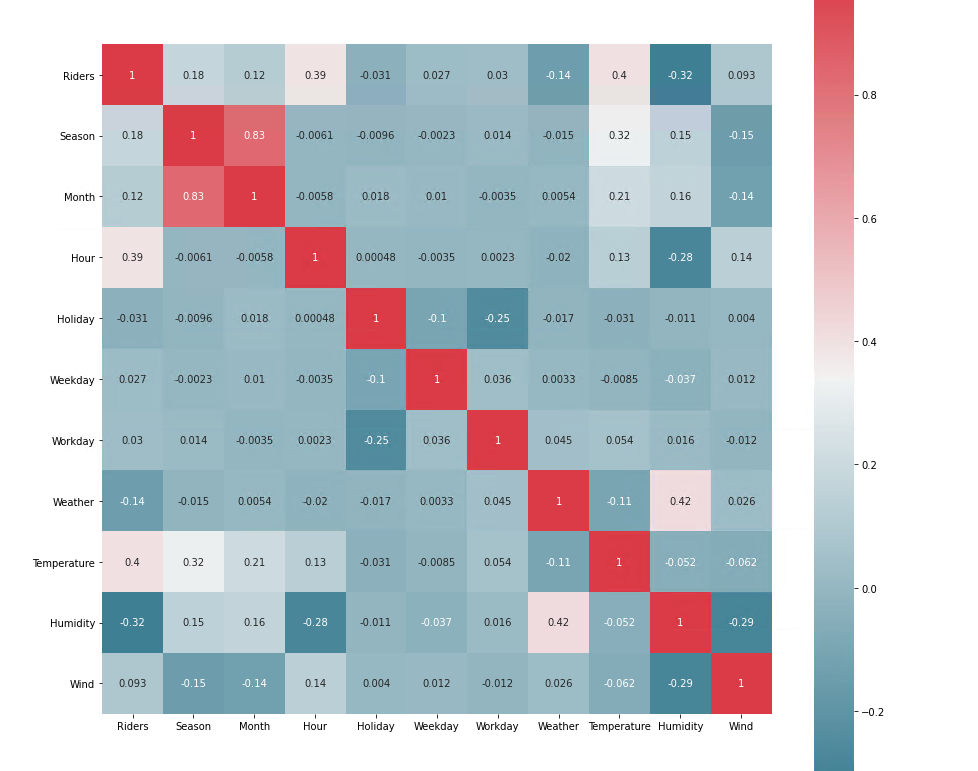 Riders 1 0.18 0.12 0.39 -0.031 0.027 0.03 -0.14 0.4 -0.32 0.093
Season 0.18 1 0.83 -0.0061 -0.0096 -0.0023 0.014 -0.015 0.32 0.15 -0.15
Month 0.12 0.83 1 -0.0058 0.018 0.01 -0.0035 0.0054 0.21 0.16 -0.14
Hour 0.39 -0.0061 -0.0058 1 0.00048 -0.0035 0.0023 -0.02 0.13 -0.28 0.14
Holiday -0.031 -0.0096 0.018 0.00048 1 -0.1 -0.25 -0.017 -0.031 -0.011 0.004
Weekday 0.027 -0.0023 0.01 -0.0035 -0.1 1 0.036 0.0033 -0.0085 -0.037 0.012
Workday 0.03 0.014 -0.0035 0.0023 -0.25 0.036 1 0.045 0.054 0.016 -0.012
Weather -0.14 -0.015 0.0054 -0.02 -0.017 0.0033 0.045 1 -0.11 0.42 0.026
Temperature 0.4 0.32 0.21 0.13 -0.031 -0.0085 0.054 -0.11 1 -0.052 -0.062
Humidity -0.32 0.15 0.16 -0.28 -0.011 -0.037 0.016 0.42 -0.052 1 -0.29
Wind 0.093 -0.15 -0.14 0.14 0.004 0.012 -0.012 0.026 -0.062 -0.29 1
Riders Season Month Hour Holiday Weekday Workday Weather Temperature Humidity Wind
0.8
0.6
0.4
0.2
0.0
−0.2